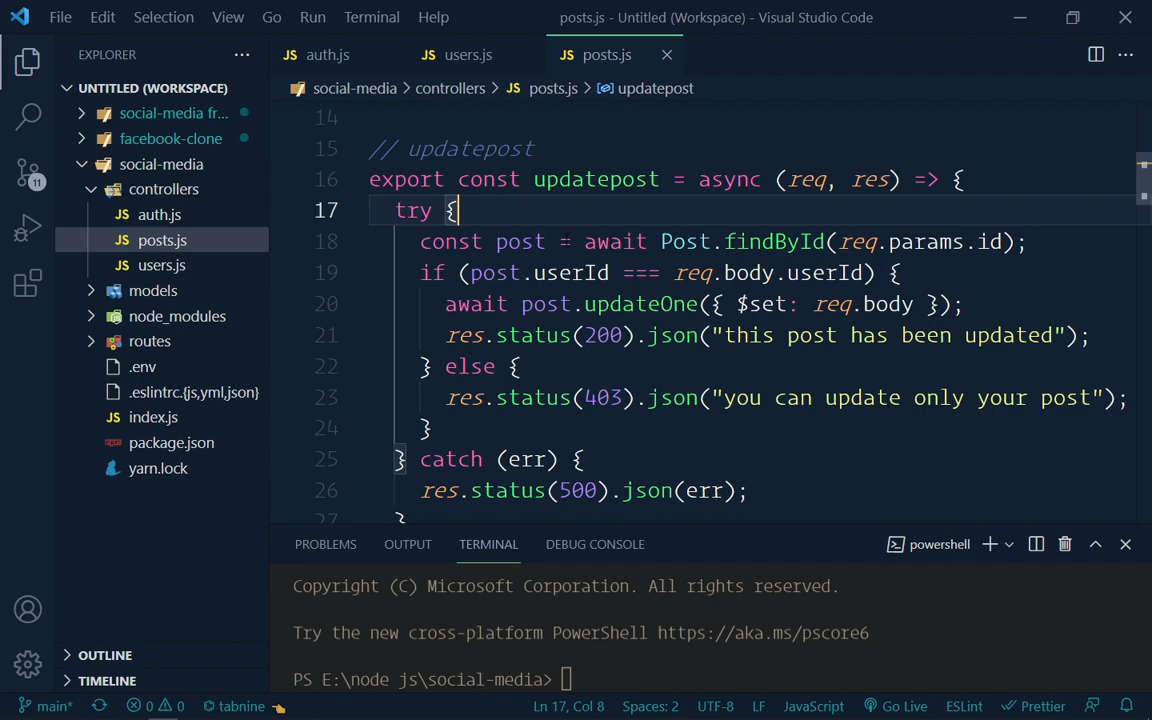 File Edit Selection View Go Run Terminal Help posts.js - Untitled (Workspace) - Visual Studio Code
EXPLORER
JS auth.js JS users.js JS posts.js
UNTITLED (WORKSPACE)
social-media > controllers > JS posts.js > updatepost
social-media fr...
facebook-clone
social-media
controllers
JS auth.js
JS posts.js
JS users.js
models
node_modules
routes
.env
.eslintrc.{js,yml,json}
JS index.js
package.json
yarn.lock
11
OUTLINE
TIMELINE
14
15 // updatepost
16 export const updatepost = async (req, res) => {
17 try {
18 const post = await Post.findById(req.params.id);
19 if (post.userId === req.body.userId) {
20 await post.updateOne({ $set: req.body });
21 res.status(200).json("this post has been updated");
22 } else {
23 res.status(403).json("you can update only your post");
24 }
25 } catch (err) {
26 res.status(500).json(err);
27 }
PROBLEMS OUTPUT TERMINAL DEBUG CONSOLE powershell
Copyright (C) Microsoft Corporation. All rights reserved.
Try the new cross-platform PowerShell https://aka.ms/pscore6
PS E:\node js\social-media>
main* 0 0 tabnine Ln 17, Col 8 Spaces: 2 UTF-8 LF JavaScript Go Live ESLint Prettier